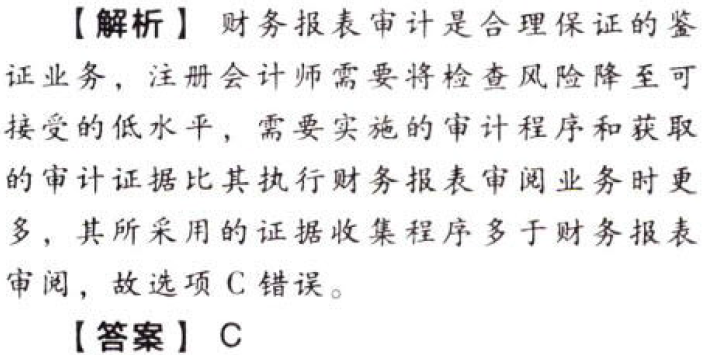 【解析】 财务报表审计是合理保证的鉴
证业务，注册会计师需要将检查风险降至可
接受的低水平，需要实施的审计程序和获取
的审计证据比其执行财务报表审阅业务时更
多，其所采用的证据收集程序多于财务报表
审阅，故选项 C 错误。
【答案】 C